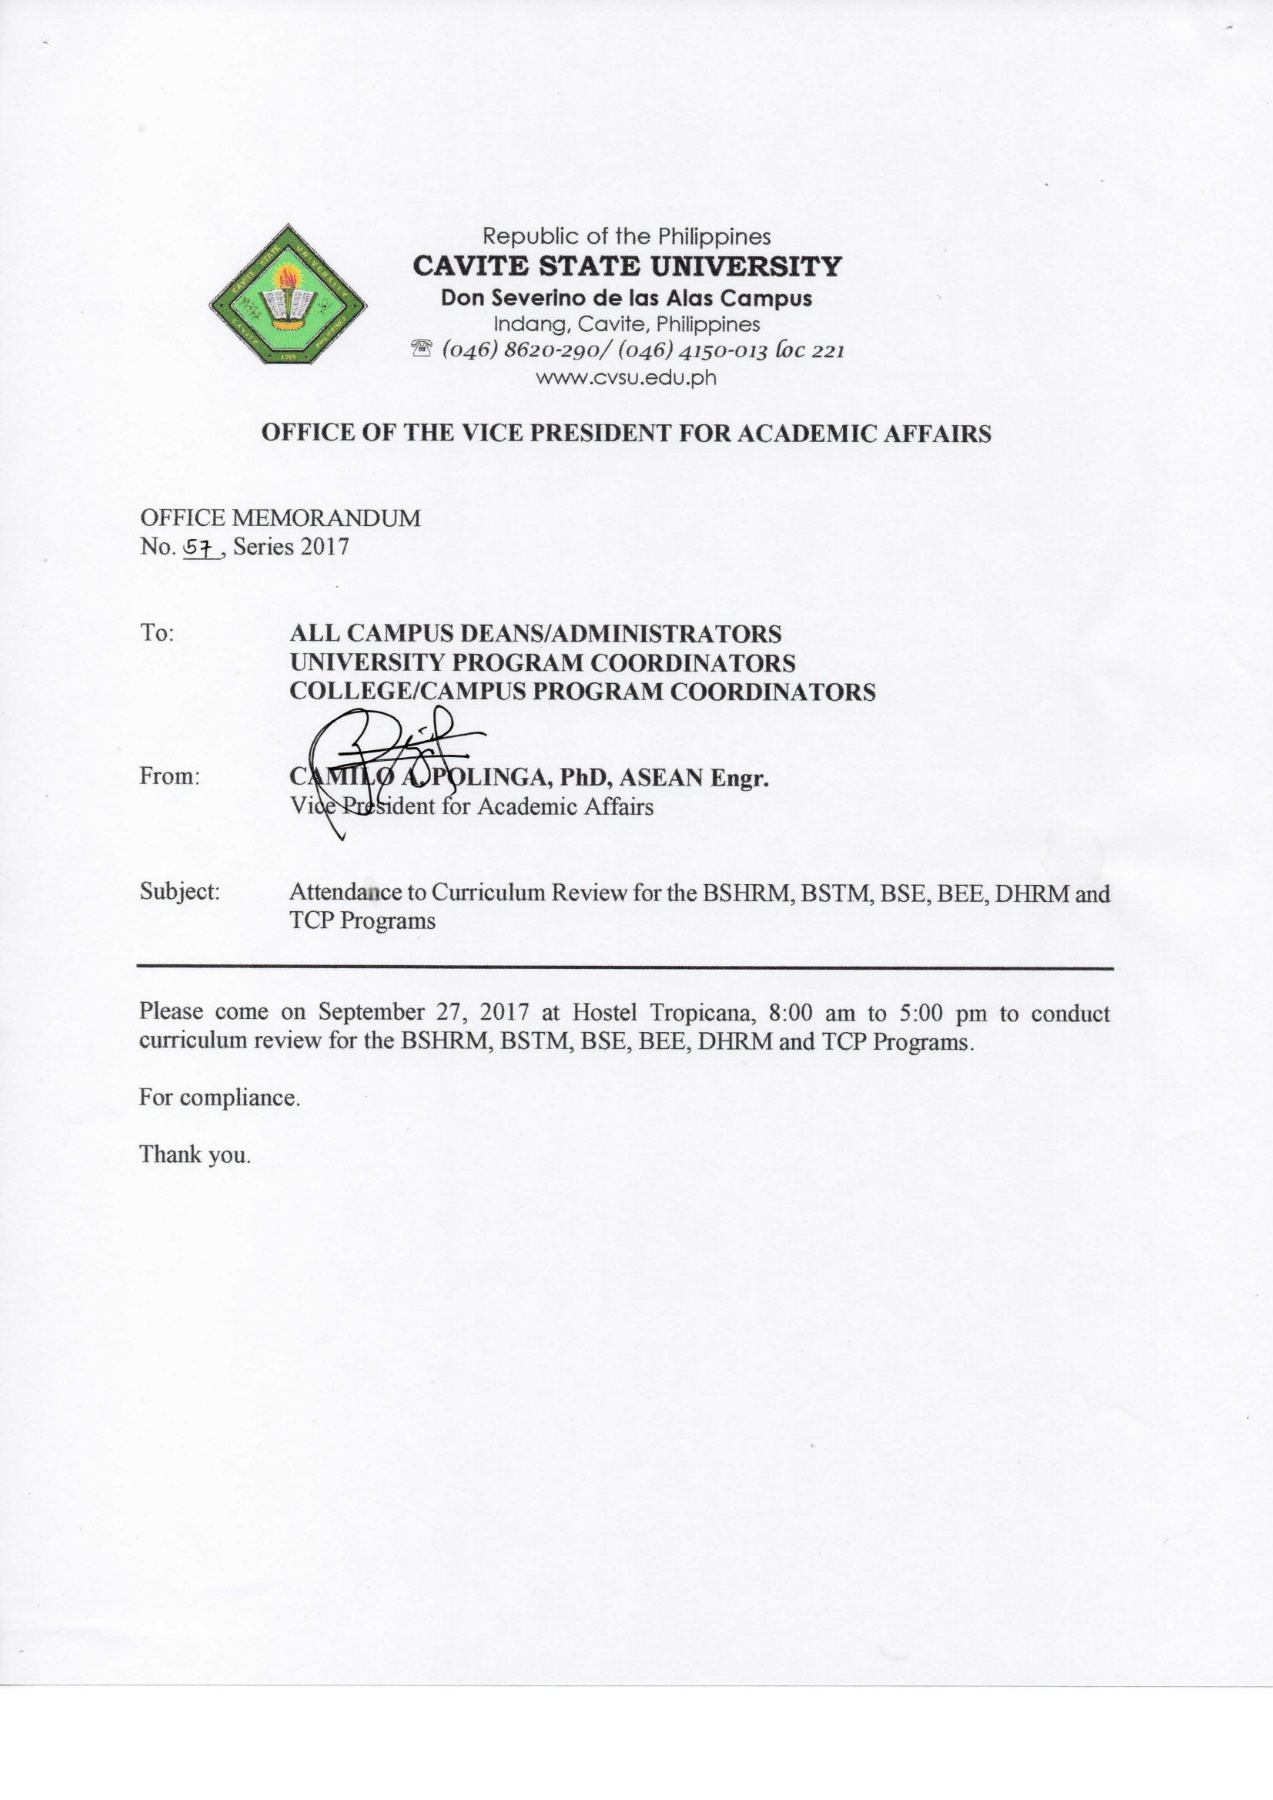 Republic of the Philippines
CAVITE STATE UNIVERSITY
Don Severino de las Alas Campus
Indang, Cavite, Philippines
☏ (046) 8620-290/ (046) 4150-013 loc 221
www.cvsu.edu.ph
OFFICE OF THE VICE PRESIDENT FOR ACADEMIC AFFAIRS
OFFICE MEMORANDUM
No. 57, Series 2017
To: ALL CAMPUS DEANS/ADMINISTRATORS
UNIVERSITY PROGRAM COORDINATORS
COLLEGE/CAMPUS PROGRAM COORDINATORS
From: CAMILO A. POLINGA, PhD, ASEAN Engr.
Vice President for Academic Affairs
Subject: Attendance to Curriculum Review for the BSHRM, BSTM, BSE, BEE, DHRM and
TCP Programs
Please come on September 27, 2017 at Hostel Tropicana, 8:00 am to 5:00 pm to conduct
curriculum review for the BSHRM, BSTM, BSE, BEE, DHRM and TCP Programs.
For compliance.
Thank you.